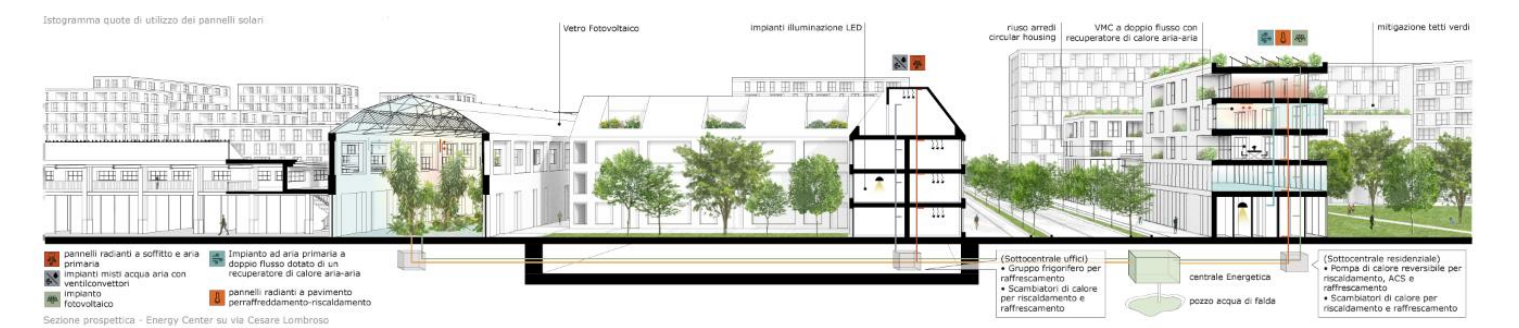 Istogramma quote di utilizzo dei pannelli solari
Vetro Fotovoltaico
impianti illuminazione LED
riuso arredi
circular housing
VMC a doppio flusso con
recuperatore di calore aria-aria
mitigazione tetti verdi
pannelli radianti a soffitto e aria
primaria
impianti misti acqua aria con
ventilconvettori
impianto
fotovoltaico
Impianto ad aria primaria a
doppio flusso dotato di un
recuperatore di calore aria-aria
pannelli radianti a pavimento
perraffreddamento-riscaldamento
(Sottocentrale uffici)
• Gruppo frigorifero per
raffrescamento
• Scambiatori di calore
per riscaldamento e
raffrescamento
centrale Energetica
pozzo acqua di falda
(Sottocentrale residenziale)
• Pompa di calore reversibile per
riscaldamento, ACS e
raffrescamento
• Scambiatori di calore per
riscaldamento e raffrescamento
Sezione prospettica - Energy Center su via Cesare Lombroso